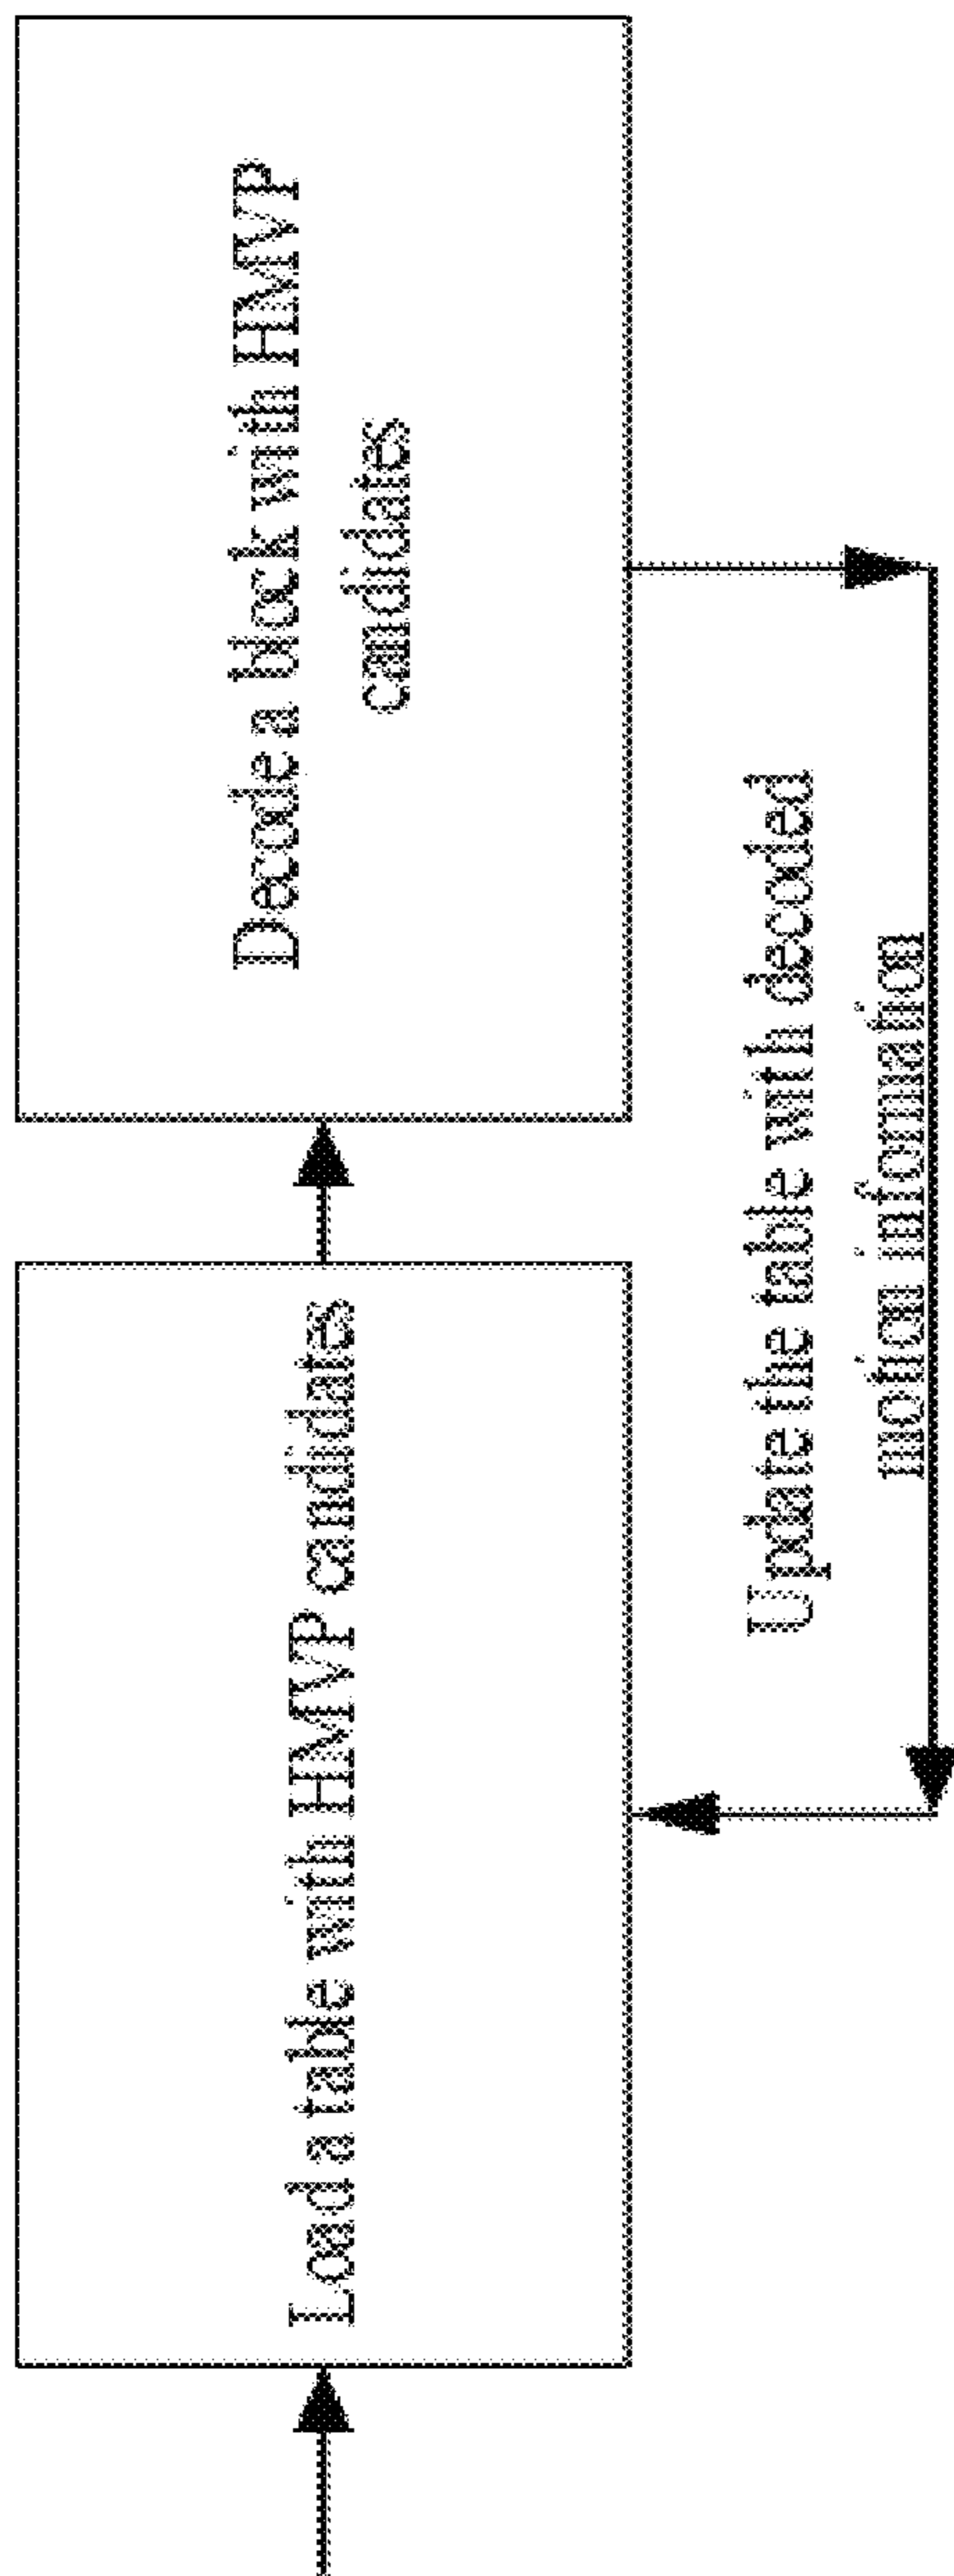 Load a table with HMVP candidates
Decode a block with HMVP
candidates
Update the table with decoded
motion information